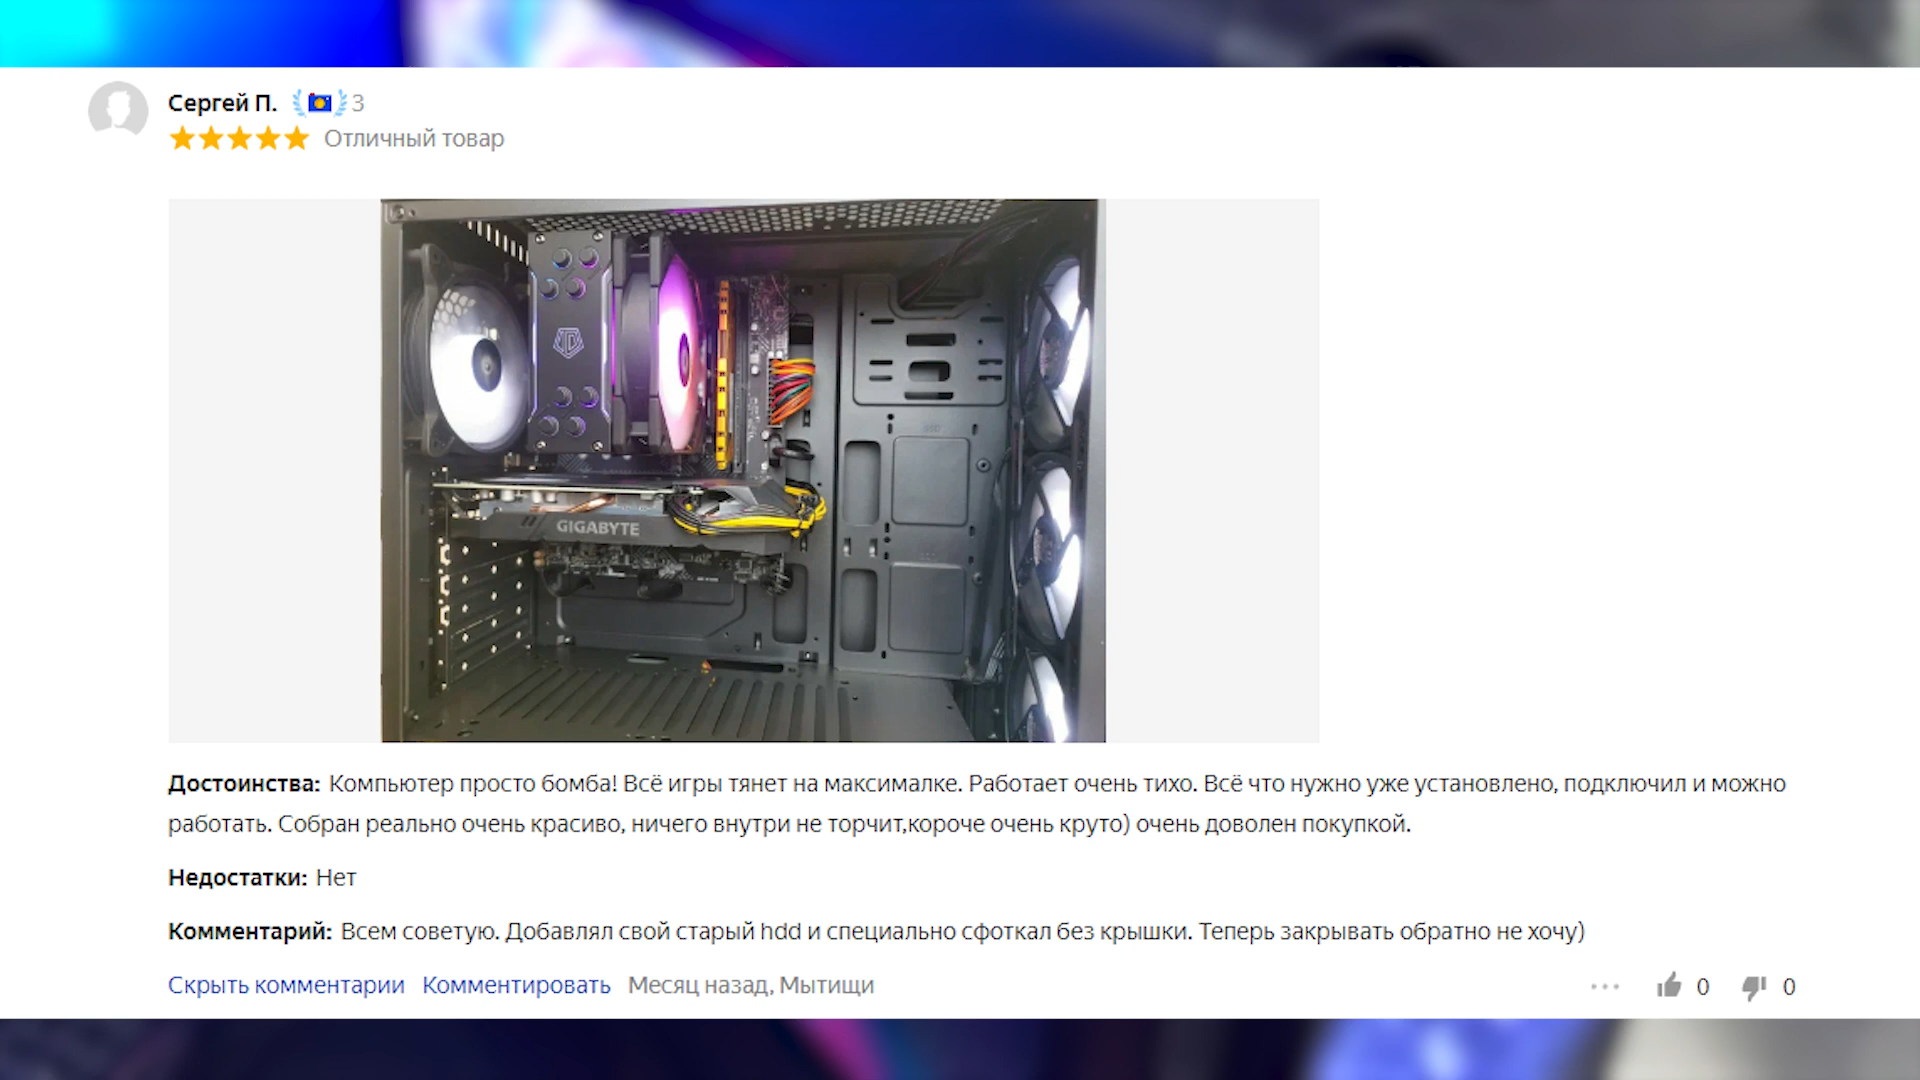 Сергей П. 3
Отличный товар
GIGABYTE
Достоинства: Компьютер просто бомба! Всё игры тянет на максималке. Работает очень тихо. Всё что нужно уже установлено, подключил и можно
работать. Собран реально очень красиво, ничего внутри не торчит,короче очень круто) очень доволен покупкой.
Недостатки: Нет
Комментарий: Всем советую. Добавлял свой старый hdd и специально сфоткал без крышки. Теперь закрывать обратно не хочу)
Скрыть комментарии Комментировать Месяц назад, Мытищи ... 0 0